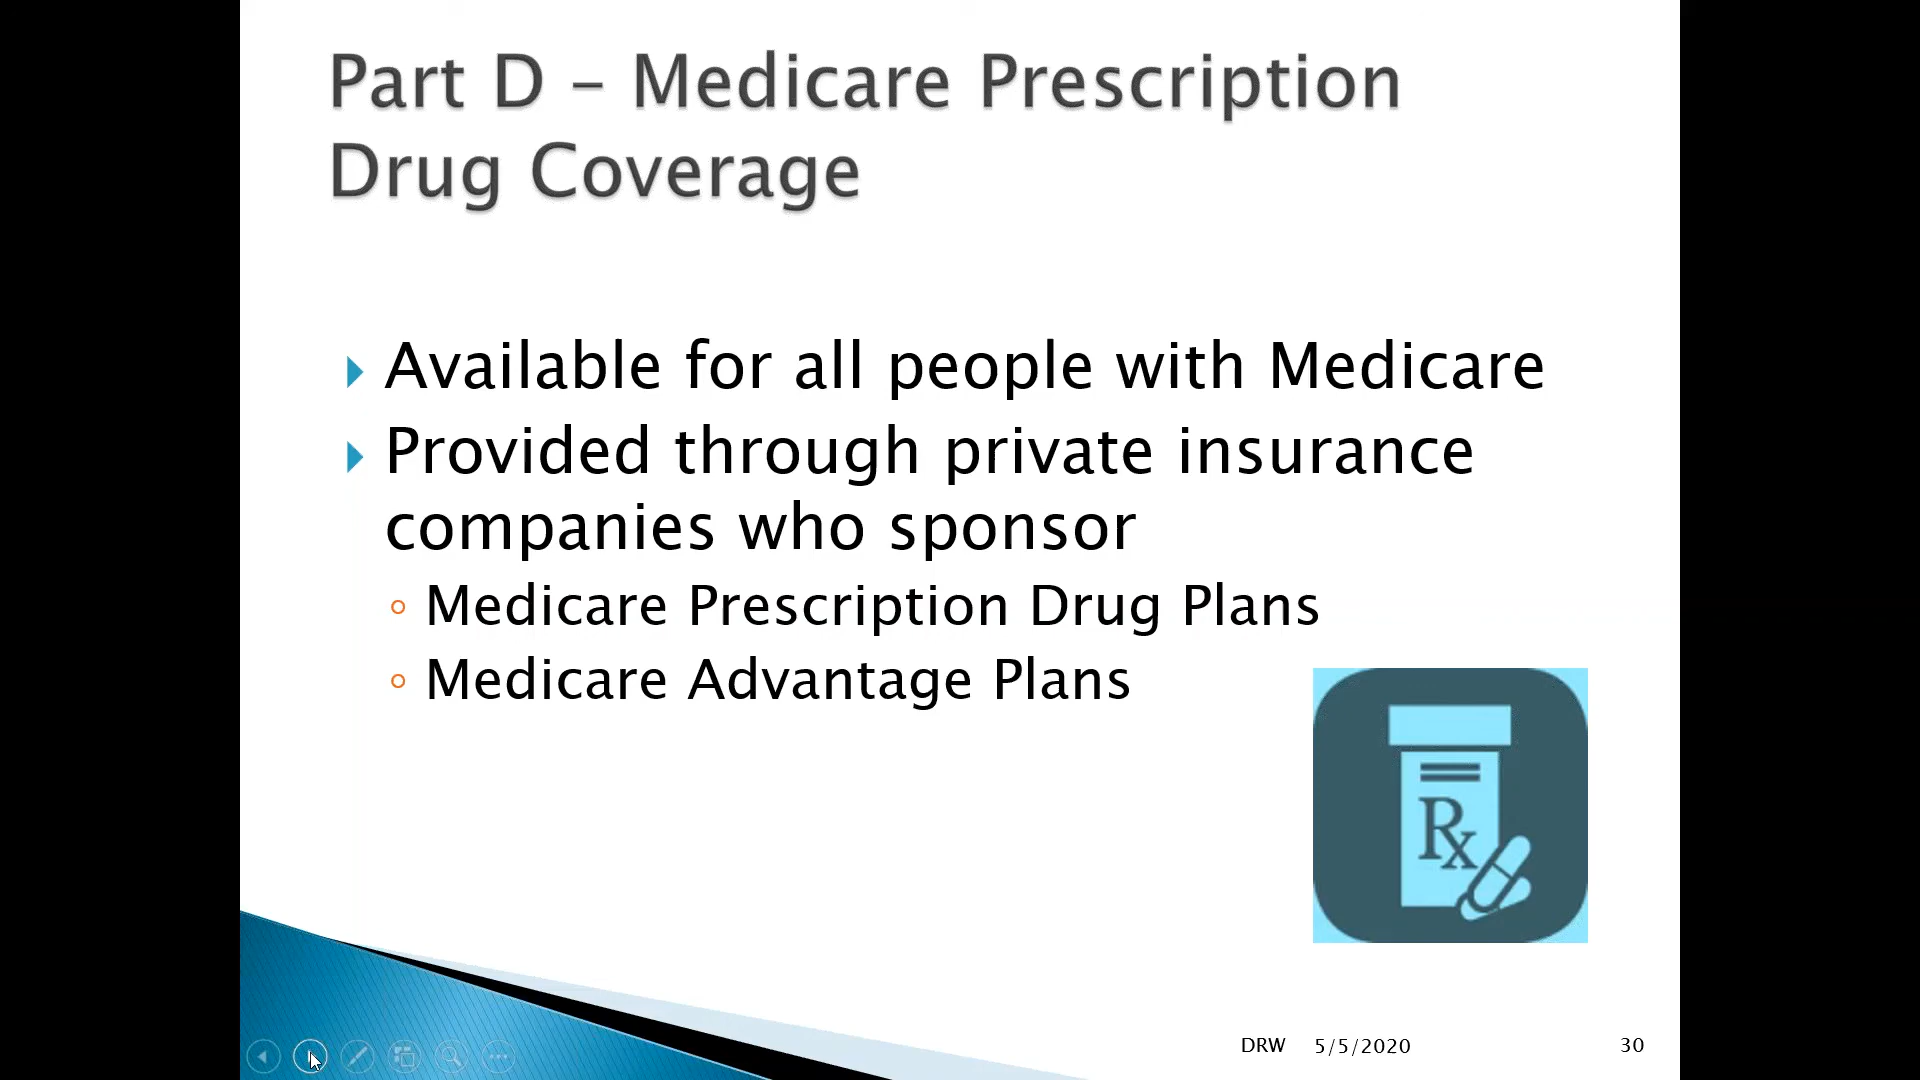 Part D – Medicare Prescription
Drug Coverage
Available for all people with Medicare
Provided through private insurance
companies who sponsor
Medicare Prescription Drug Plans
Medicare Advantage Plans
Rx
DRW 5/5/2020 30